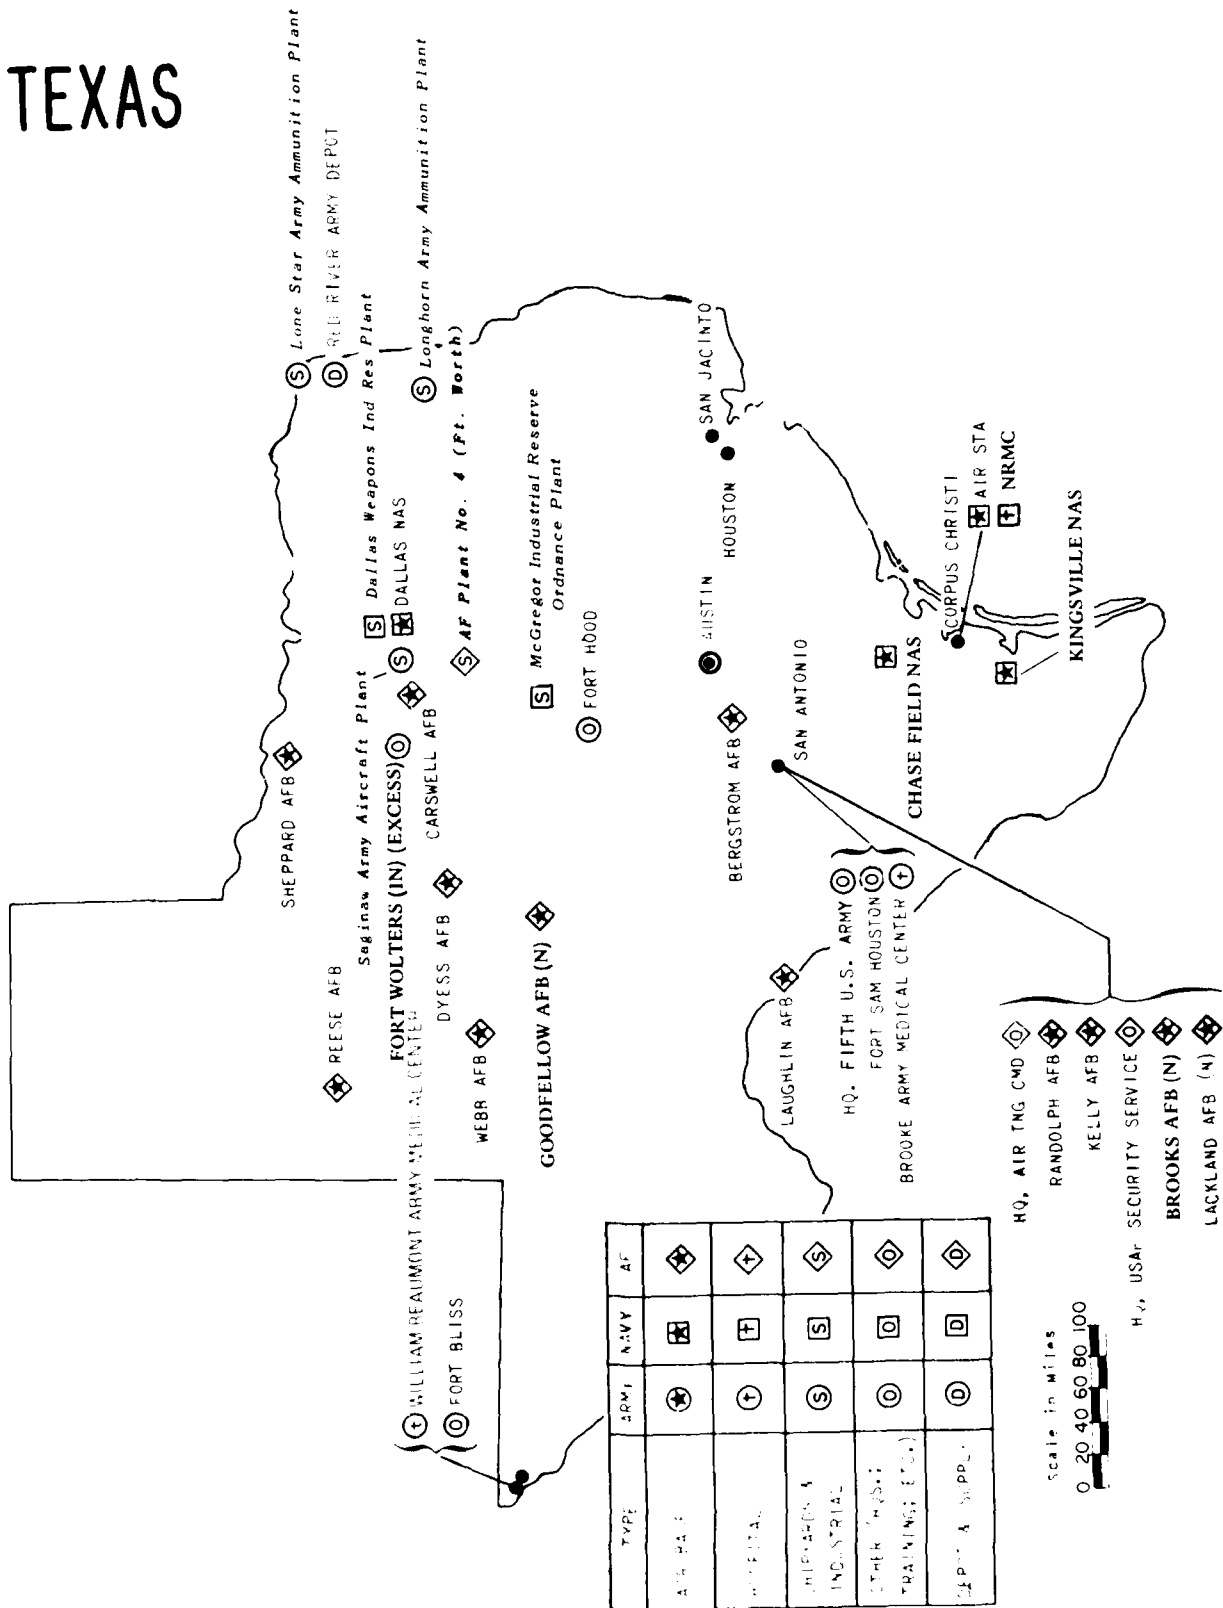 TEXAS
Lone Star Army Ammunition Plant
RED RIVER ARMY DEPOT
Dallas Weapons Ind Res Plant
DALLAS NAS
Longhorn Army Ammunition Plant
AF Plant No. 4 (Ft. Worth)
SHEPPARD AFB
Saginaw Army Aircraft Plant
FORT WOLTERS (IN) (EXCESS)
CARSWELL AFB
McGregor Industrial Reserve
Ordnance Plant
FORT HOOD
REESE AFB
DYESS AFB
WEBB AFB
GOODFELLOW AFB (N)
WILLIAM BEAUMONT ARMY MEDICAL CENTER
FORT BLISS
SAN JACINTO
HOUSTON
AUSTIN
BERGSTROM AFB
SAN ANTONIO
LAUGHLIN AFB
HQ. FIFTH U.S. ARMY
FORT SAM HOUSTON
BROOKE ARMY MEDICAL CENTER
CHASE FIELD NAS
CORPUS CHRISTI
AIR STA
NRMC
KINGSVILLE NAS
HQ, AIR TNG CMD
RANDOLPH AFB
KELLY AFB
SECURITY SERVICE
BROOKS AFB (N)
LACKLAND AFB (N)
TYPE NAVY AF
S S S
INDUSTRIAL
O O O
D D D
Scale in Miles
0 20 40 60 80 100